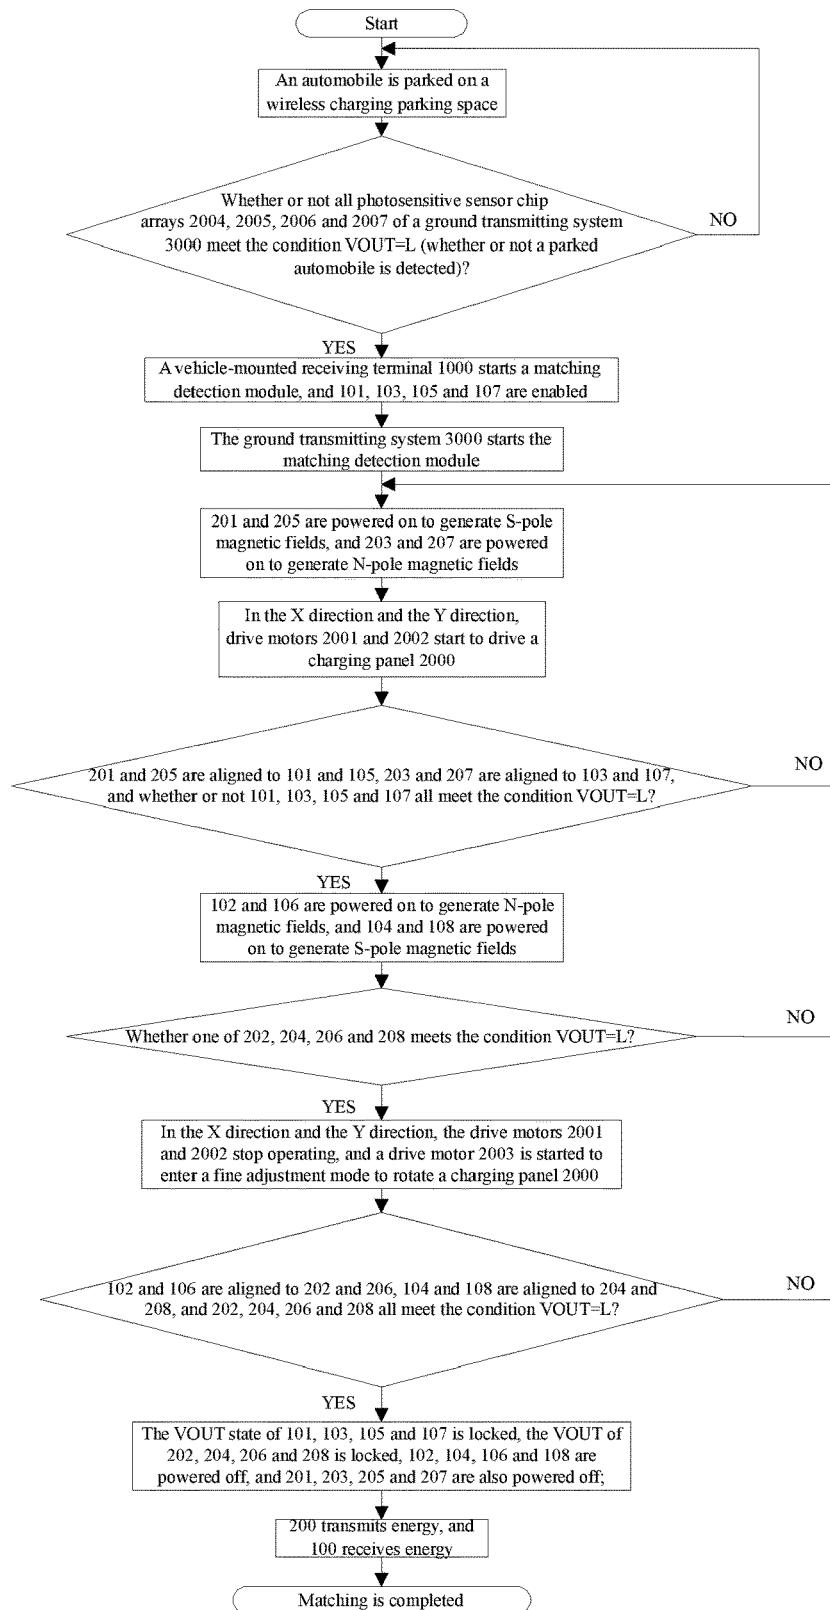 Start
An automobile is parked on a
wireless charging parking space
Whether or not all photosensitive sensor chip
arrays 2004, 2005, 2006 and 2007 of a ground transmitting system
3000 meet the condition VOUT=L (whether or not a parked
automobile is detected)?
NO
YES
A vehicle-mounted receiving terminal 1000 starts a matching
detection module, and 101, 103, 105 and 107 are enabled
The ground transmitting system 3000 starts the
matching detection module
201 and 205 are powered on to generate S-pole
magnetic fields, and 203 and 207 are powered
on to generate N-pole magnetic fields
In the X direction and the Y direction,
drive motors 2001 and 2002 start to drive a
charging panel 2000
201 and 205 are aligned to 101 and 105, 203 and 207 are aligned to 103 and 107,
and whether or not 101, 103, 105 and 107 all meet the condition VOUT=L?
NO
YES
102 and 106 are powered on to generate N-pole
magnetic fields, and 104 and 108 are powered
on to generate S-pole magnetic fields
Whether one of 202, 204, 206 and 208 meets the condition VOUT=L?
NO
YES
In the X direction and the Y direction, the drive motors 2001
and 2002 stop operating, and a drive motor 2003 is started to
enter a fine adjustment mode to rotate a charging panel 2000
102 and 106 are aligned to 202 and 206, 104 and 108 are aligned to 204 and
208, and 202, 204, 206 and 208 all meet the condition VOUT=L?
NO
YES
The VOUT state of 101, 103, 105 and 107 is locked, the VOUT of
202, 204, 206 and 208 is locked, 102, 104, 106 and 108 are
powered off, and 201, 203, 205 and 207 are also powered off;
200 transmits energy, and
100 receives energy
Matching is completed